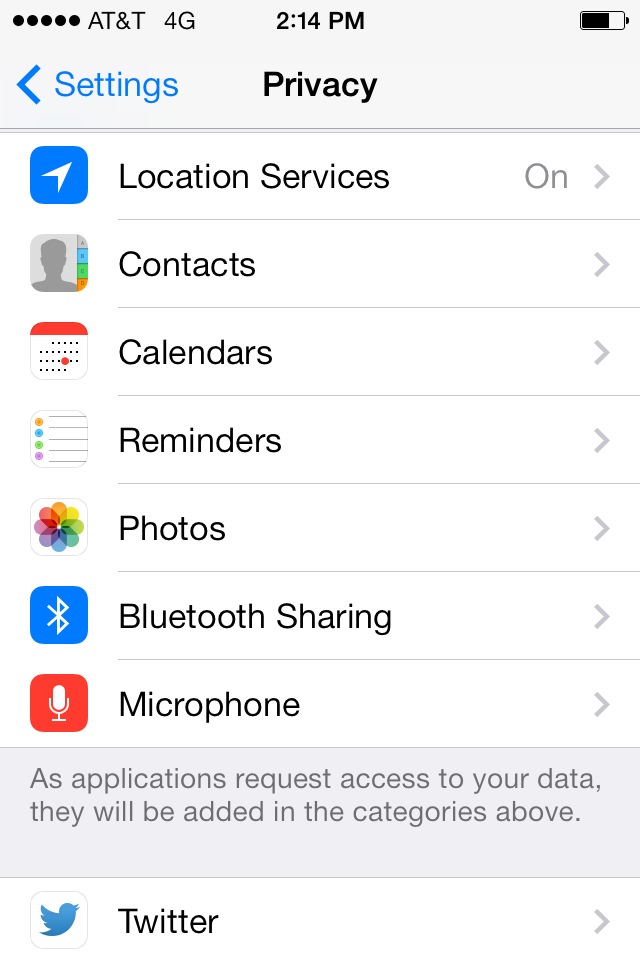 AT&T 4G 2:14 PM
Settings Privacy
Location Services On
Contacts
Calendars
Reminders
Photos
Bluetooth Sharing
Microphone
As applications request access to your data,
they will be added in the categories above.
Twitter